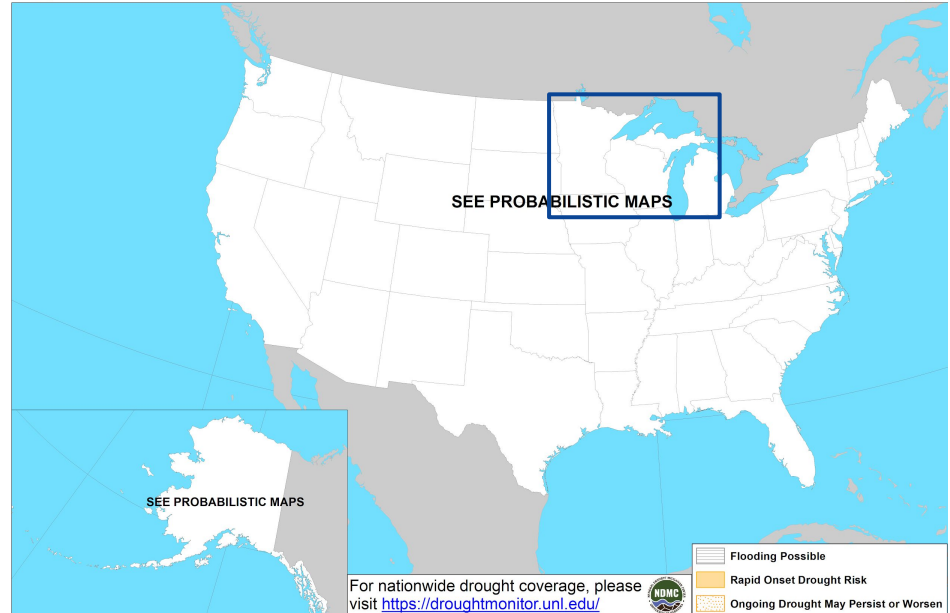 SEE PROBABILISTIC MAPS
SEE PROBABILISTIC MAPS
For nationwide drought coverage, please
visit https://droughtmonitor.unl.edu/
NDMC
Flooding Possible
Rapid Onset Drought Risk
Ongoing Drought May Persist or Worsen